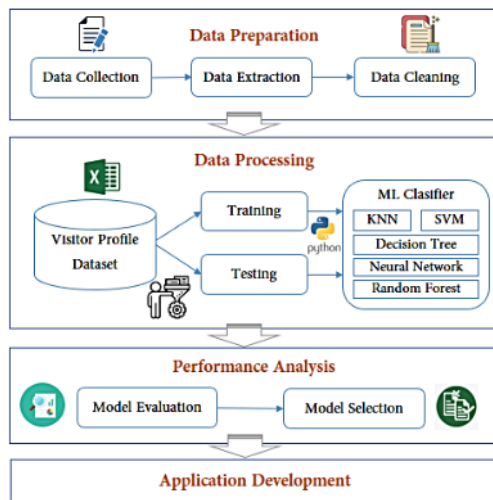 Data Preparation
Data Collection
Data Extraction
Data Cleaning
Data Processing
Visitor Profile
Dataset
Training
Testing
python
ML Clasifier
KNN
SVM
Decision Tree
Neural Network
Random Forest
Performance Analysis
Model Evaluation
Model Selection
Application Development